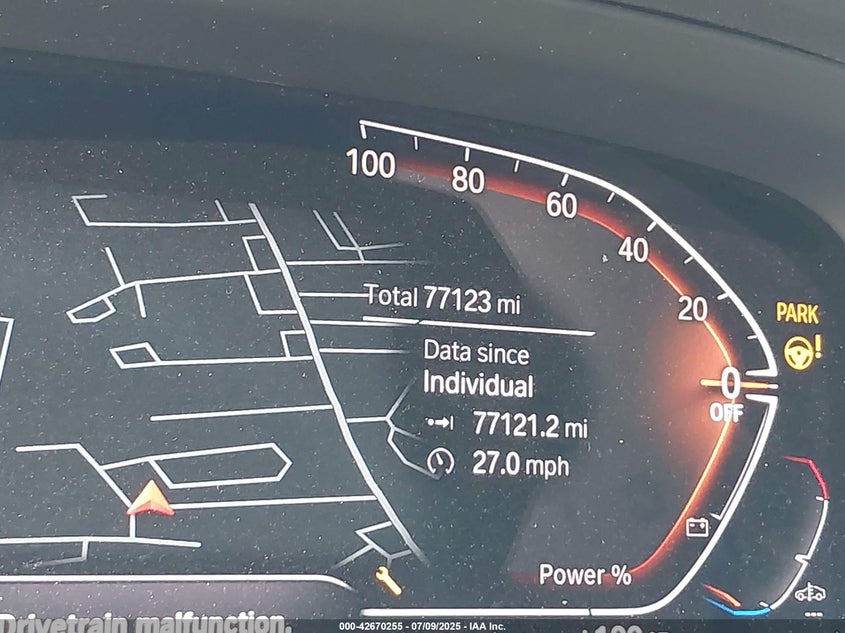 100
80
60
40
20
0
OFF
PARK
!
Total 77123 mi
Data since
Individual
77121.2 mi
27.0 mph
Power %
Drivetrain malfunction.
000-42670255 - 07/09/2025 - IAA Inc.